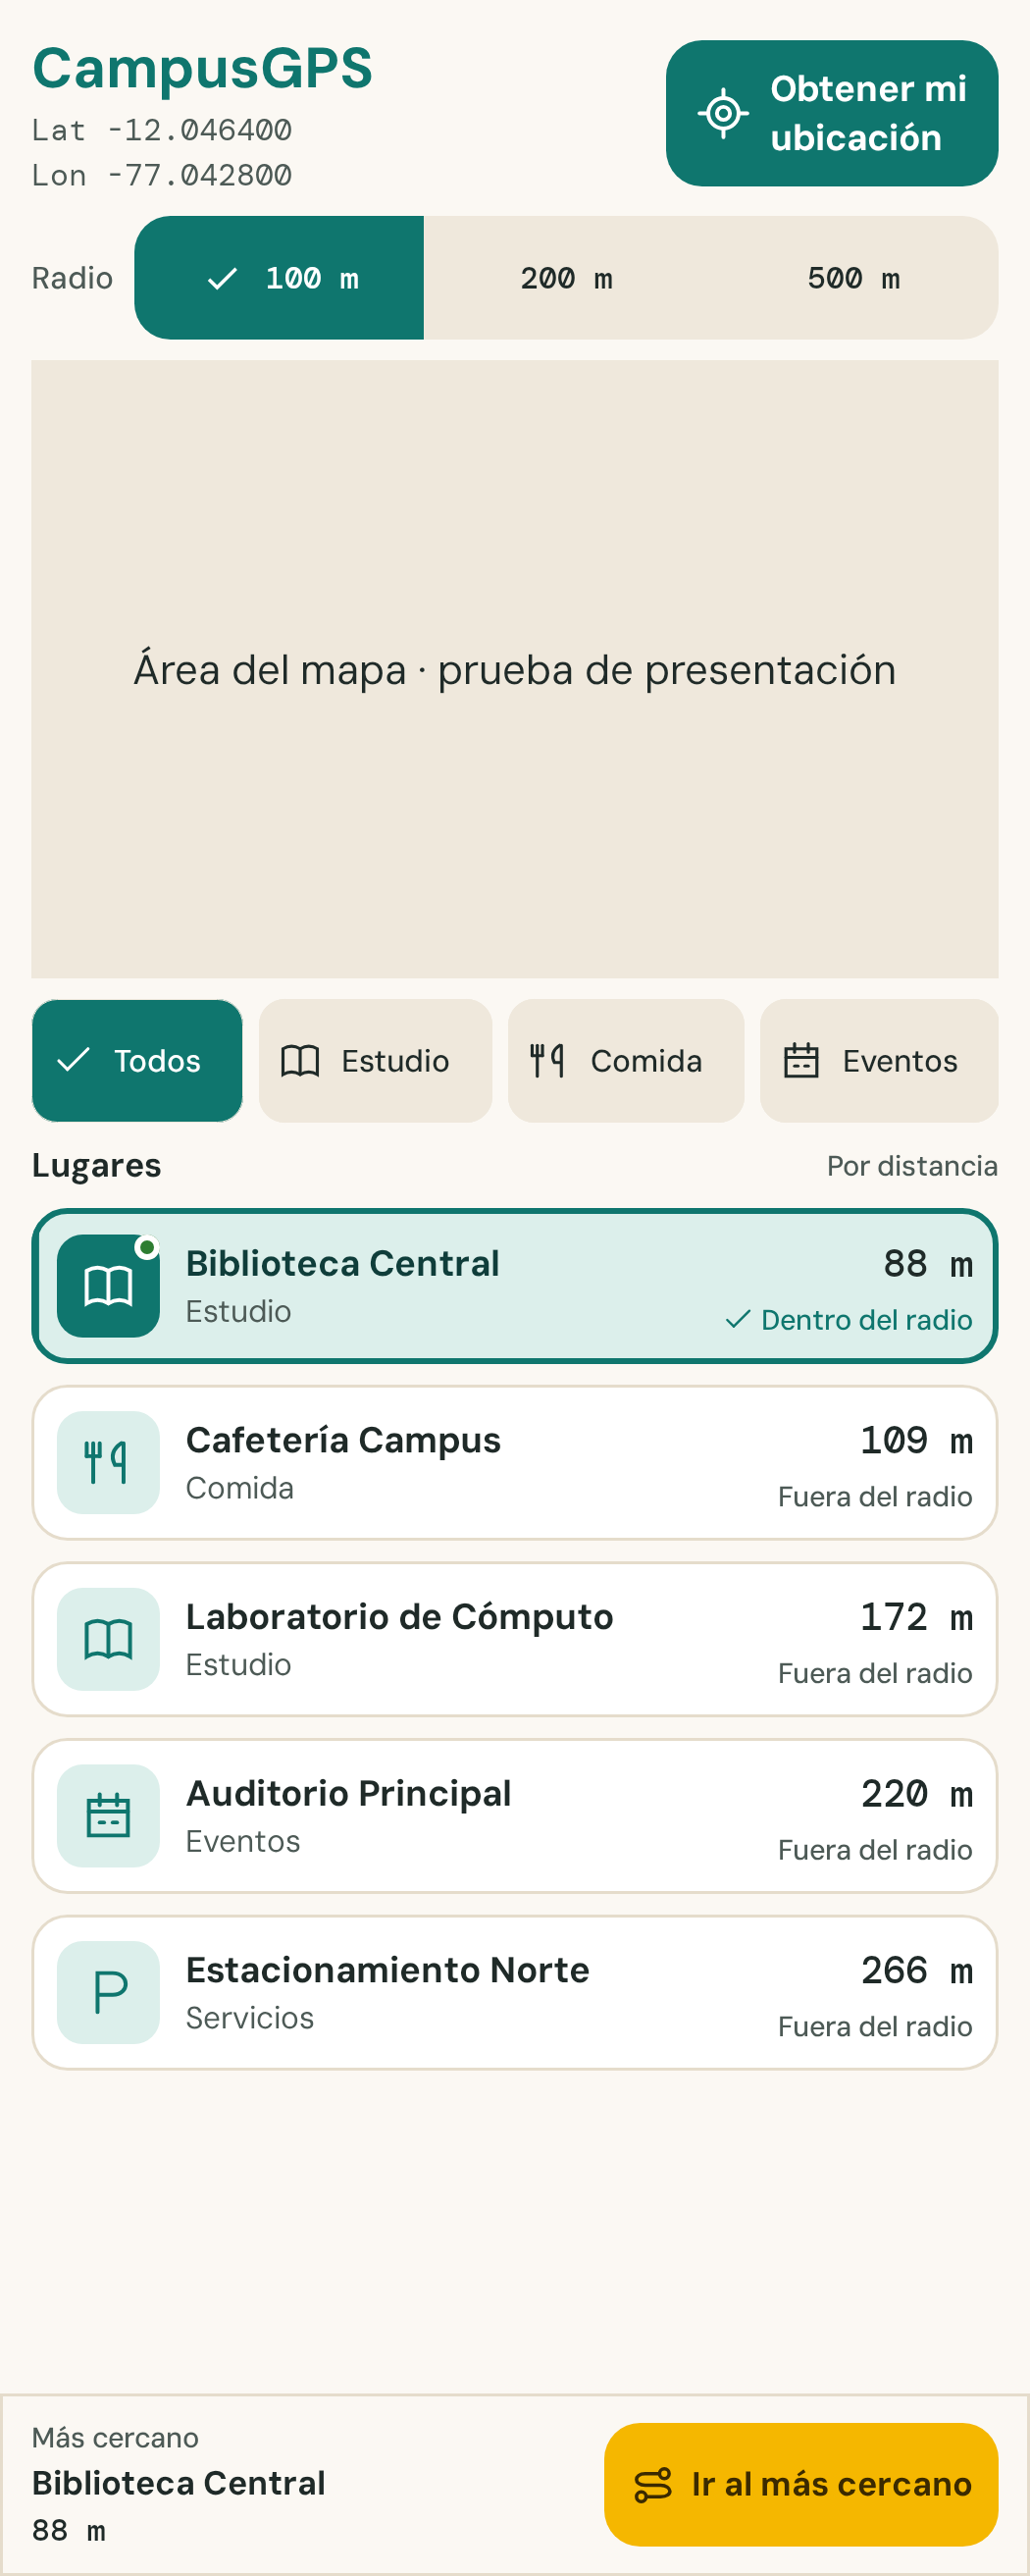 CampusGPS
Lat -12.046400
Lon -77.042800
Obtener mi
ubicación
Radio
100 m
200 m
500 m
Área del mapa · prueba de presentación
Todos
Estudio
Comida
Eventos
Lugares
Por distancia
Biblioteca Central
Estudio
88 m
Dentro del radio
Cafetería Campus
Comida
109 m
Fuera del radio
Laboratorio de Cómputo
Estudio
172 m
Fuera del radio
Auditorio Principal
Eventos
220 m
Fuera del radio
P
Estacionamiento Norte
Servicios
266 m
Fuera del radio
Más cercano
Biblioteca Central
88 m
Ir al más cercano